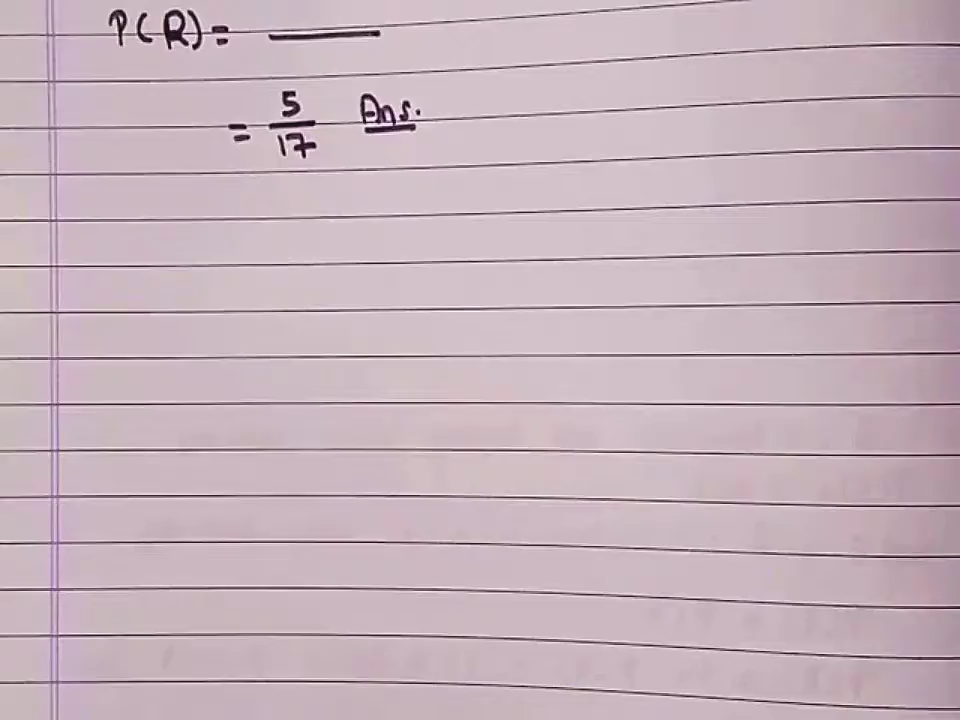 P(R) = ———
= 5/17 Ans.